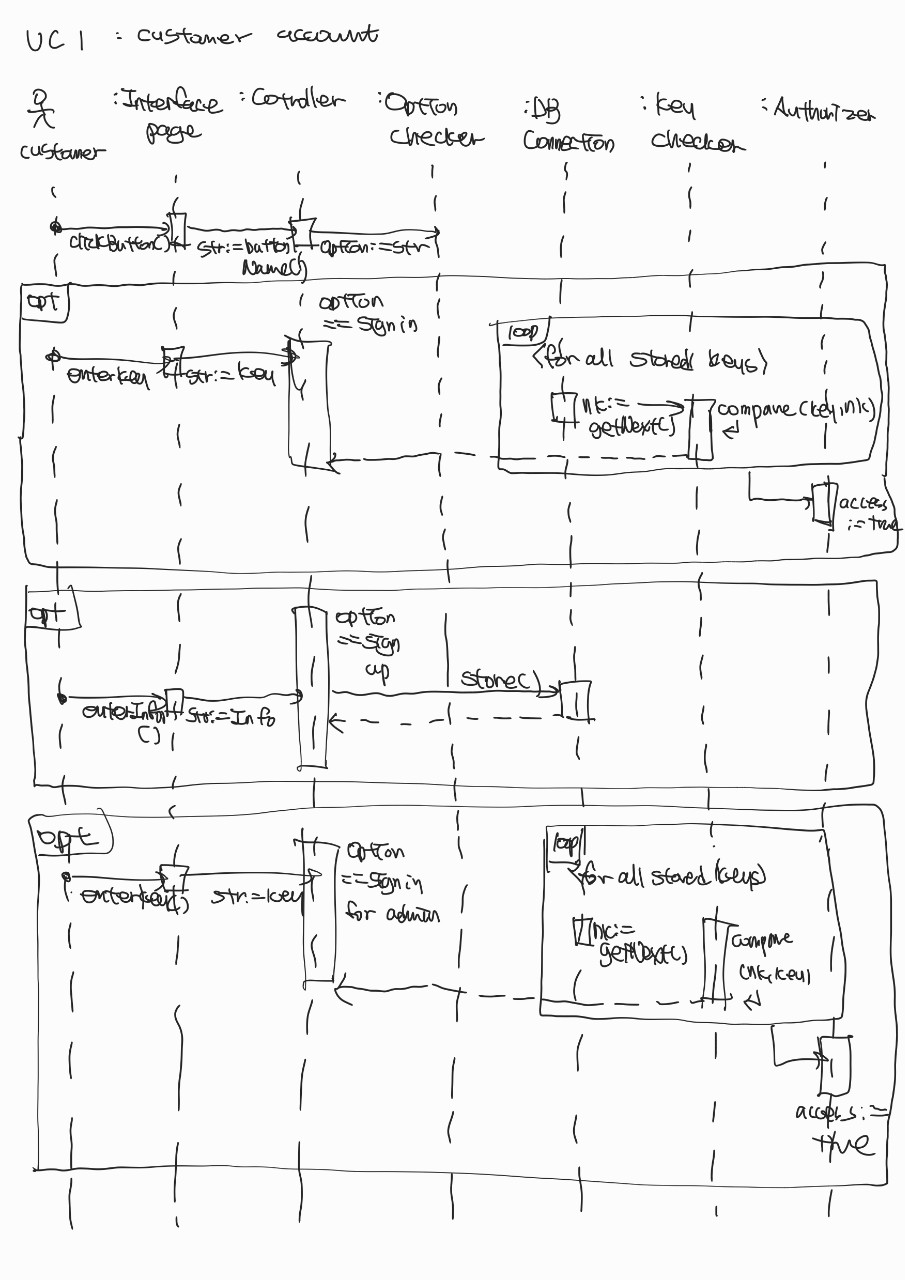 UC 1 : customer account
:Interface page
:Cotroller
:Option checker
:DB Connection
:key checker
:Authorizer
customer
clickButton()
str:=button Name()
option:=str
opt
option
== sign in
loop
<for all stored keys>
enterkey
str:=key
nk:=
getNext()
compare(key,nk)
access
:=true
opt
option
==sign
up
store()
enterInfo
()
str:=Info
opt
option
==sign in
for admin
loop
<for all stored keys>
enterkey()
str:=key
nk:=
getNext()
compare
(nk,key)
access:=
true